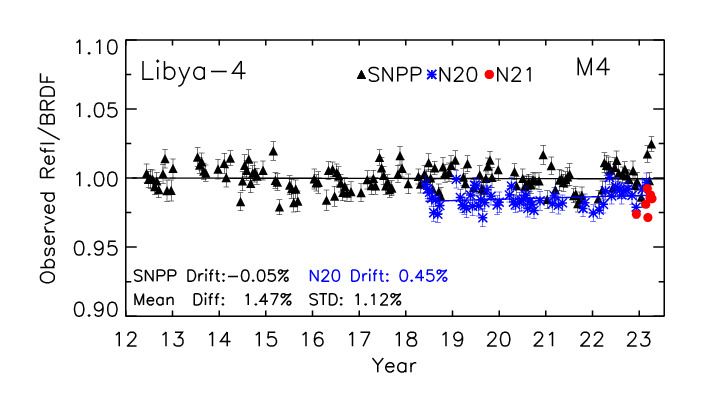 Libya-4 ▲SNPP ✱N20 ●N21 M4
Observed Refl/BRDF
1.10
1.05
1.00
0.95
0.90
SNPP Drift:-0.05% N20 Drift: 0.45%
Mean Diff: 1.47% STD: 1.12%
12 13 14 15 16 17 18 19 20 21 22 23
Year